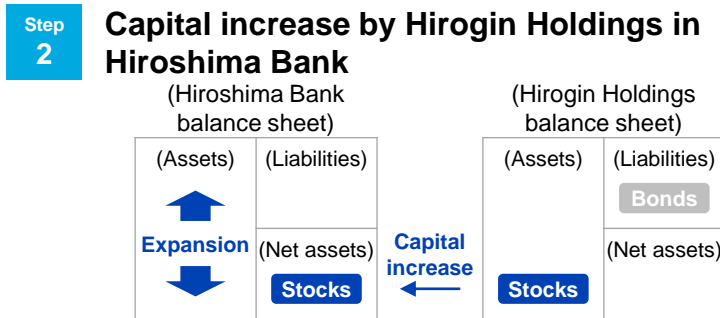 Step
2
Capital increase by Hirogin Holdings in
Hiroshima Bank
(Hiroshima Bank
balance sheet)
(Hirogin Holdings
balance sheet)
(Assets)
(Liabilities)
(Assets)
(Liabilities)
Bonds
Expansion
(Net assets)
Capital
increase
(Net assets)
Stocks
Stocks